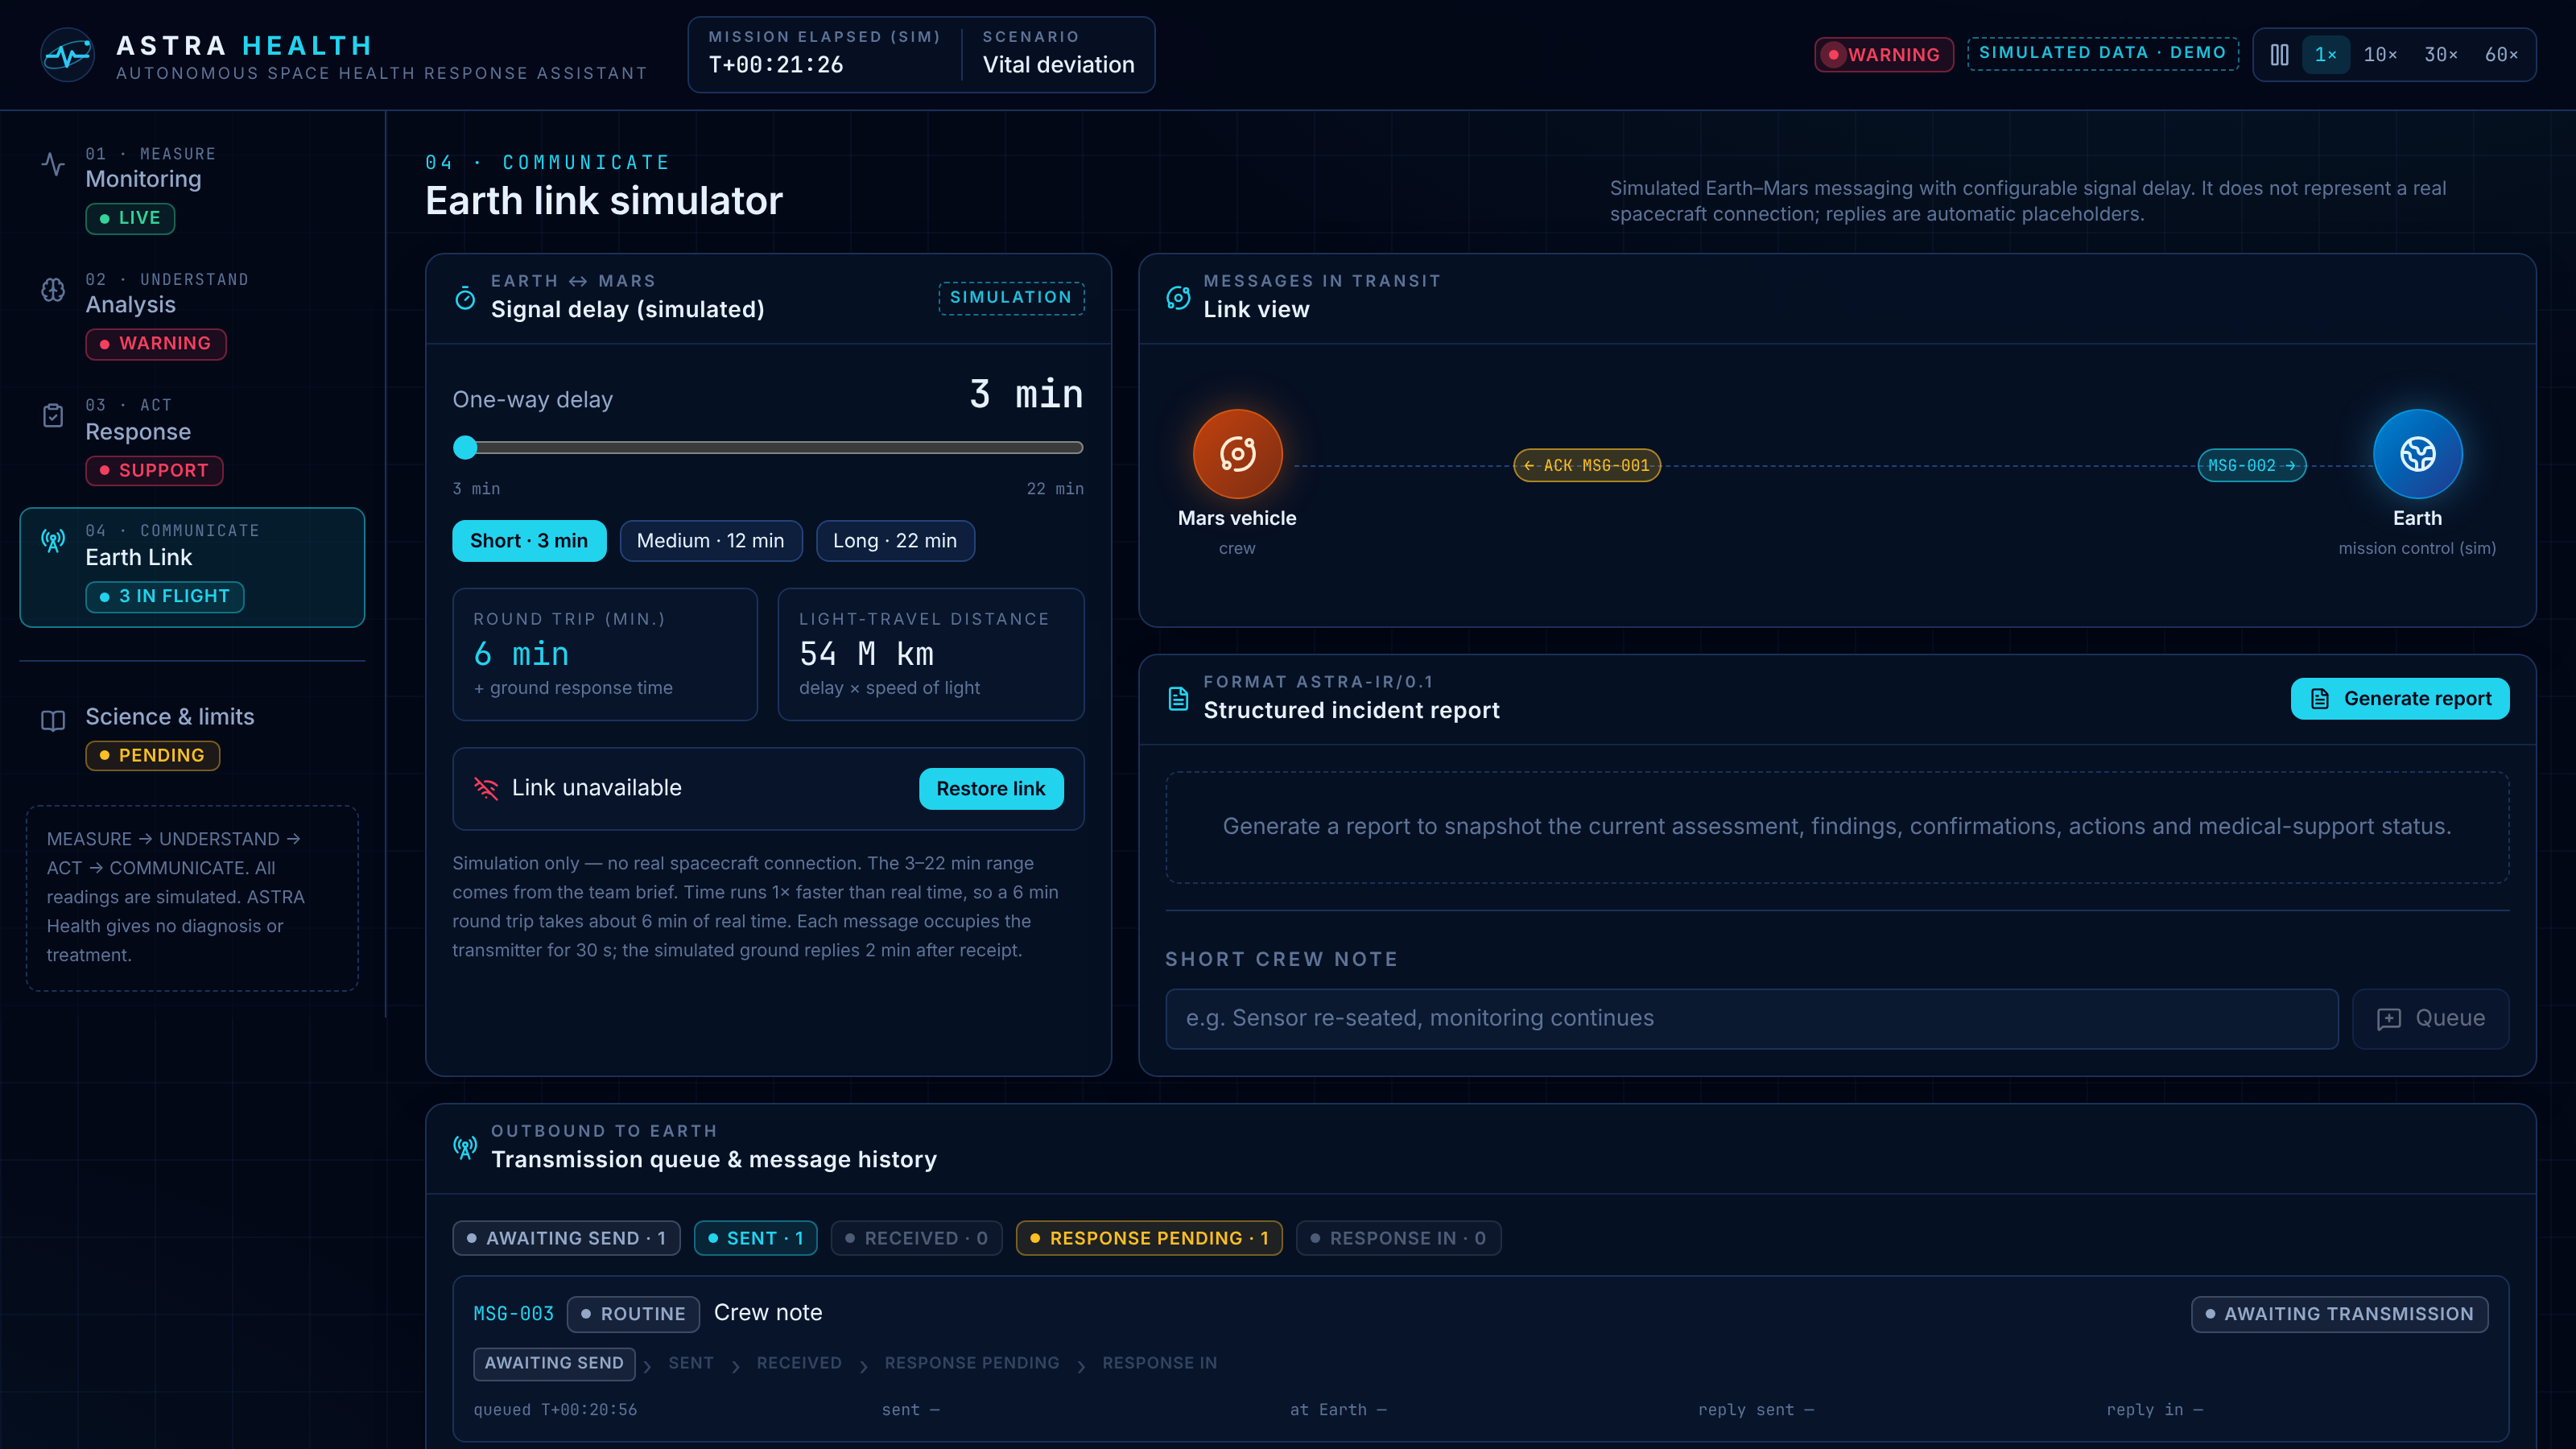 ASTRA HEALTH
AUTONOMOUS SPACE HEALTH RESPONSE ASSISTANT
MISSION ELAPSED (SIM)
T+00:21:26
SCENARIO
Vital deviation
WARNING
SIMULATED DATA · DEMO
1×
10×
30×
60×
01 · MEASURE
Monitoring
LIVE
02 · UNDERSTAND
Analysis
WARNING
03 · ACT
Response
SUPPORT
04 · COMMUNICATE
Earth Link
3 IN FLIGHT
Science & limits
PENDING
MEASURE → UNDERSTAND →
ACT → COMMUNICATE. All
readings are simulated. ASTRA
Health gives no diagnosis or
treatment.
04 · COMMUNICATE
Earth link simulator
Simulated Earth–Mars messaging with configurable signal delay. It does not represent a real
spacecraft connection; replies are automatic placeholders.
EARTH ↔ MARS
Signal delay (simulated)
SIMULATION
One-way delay
3 min
3 min
22 min
Short · 3 min
Medium · 12 min
Long · 22 min
ROUND TRIP (MIN.)
6 min
+ ground response time
LIGHT-TRAVEL DISTANCE
54 M km
delay × speed of light
Link unavailable
Restore link
Simulation only — no real spacecraft connection. The 3–22 min range
comes from the team brief. Time runs 1× faster than real time, so a 6 min
round trip takes about 6 min of real time. Each message occupies the
transmitter for 30 s; the simulated ground replies 2 min after receipt.
MESSAGES IN TRANSIT
Link view
← ACK MSG-001
MSG-002 →
Mars vehicle
crew
Earth
mission control (sim)
FORMAT ASTRA-IR/0.1
Structured incident report
Generate report
Generate a report to snapshot the current assessment, findings, confirmations, actions and medical-support status.
SHORT CREW NOTE
e.g. Sensor re-seated, monitoring continues
Queue
OUTBOUND TO EARTH
Transmission queue & message history
AWAITING SEND · 1
SENT · 1
RECEIVED · 0
RESPONSE PENDING · 1
RESPONSE IN · 0
MSG-003
ROUTINE
Crew note
AWAITING TRANSMISSION
AWAITING SEND › SENT › RECEIVED › RESPONSE PENDING › RESPONSE IN
queued T+00:20:56
sent —
at Earth —
reply sent —
reply in —